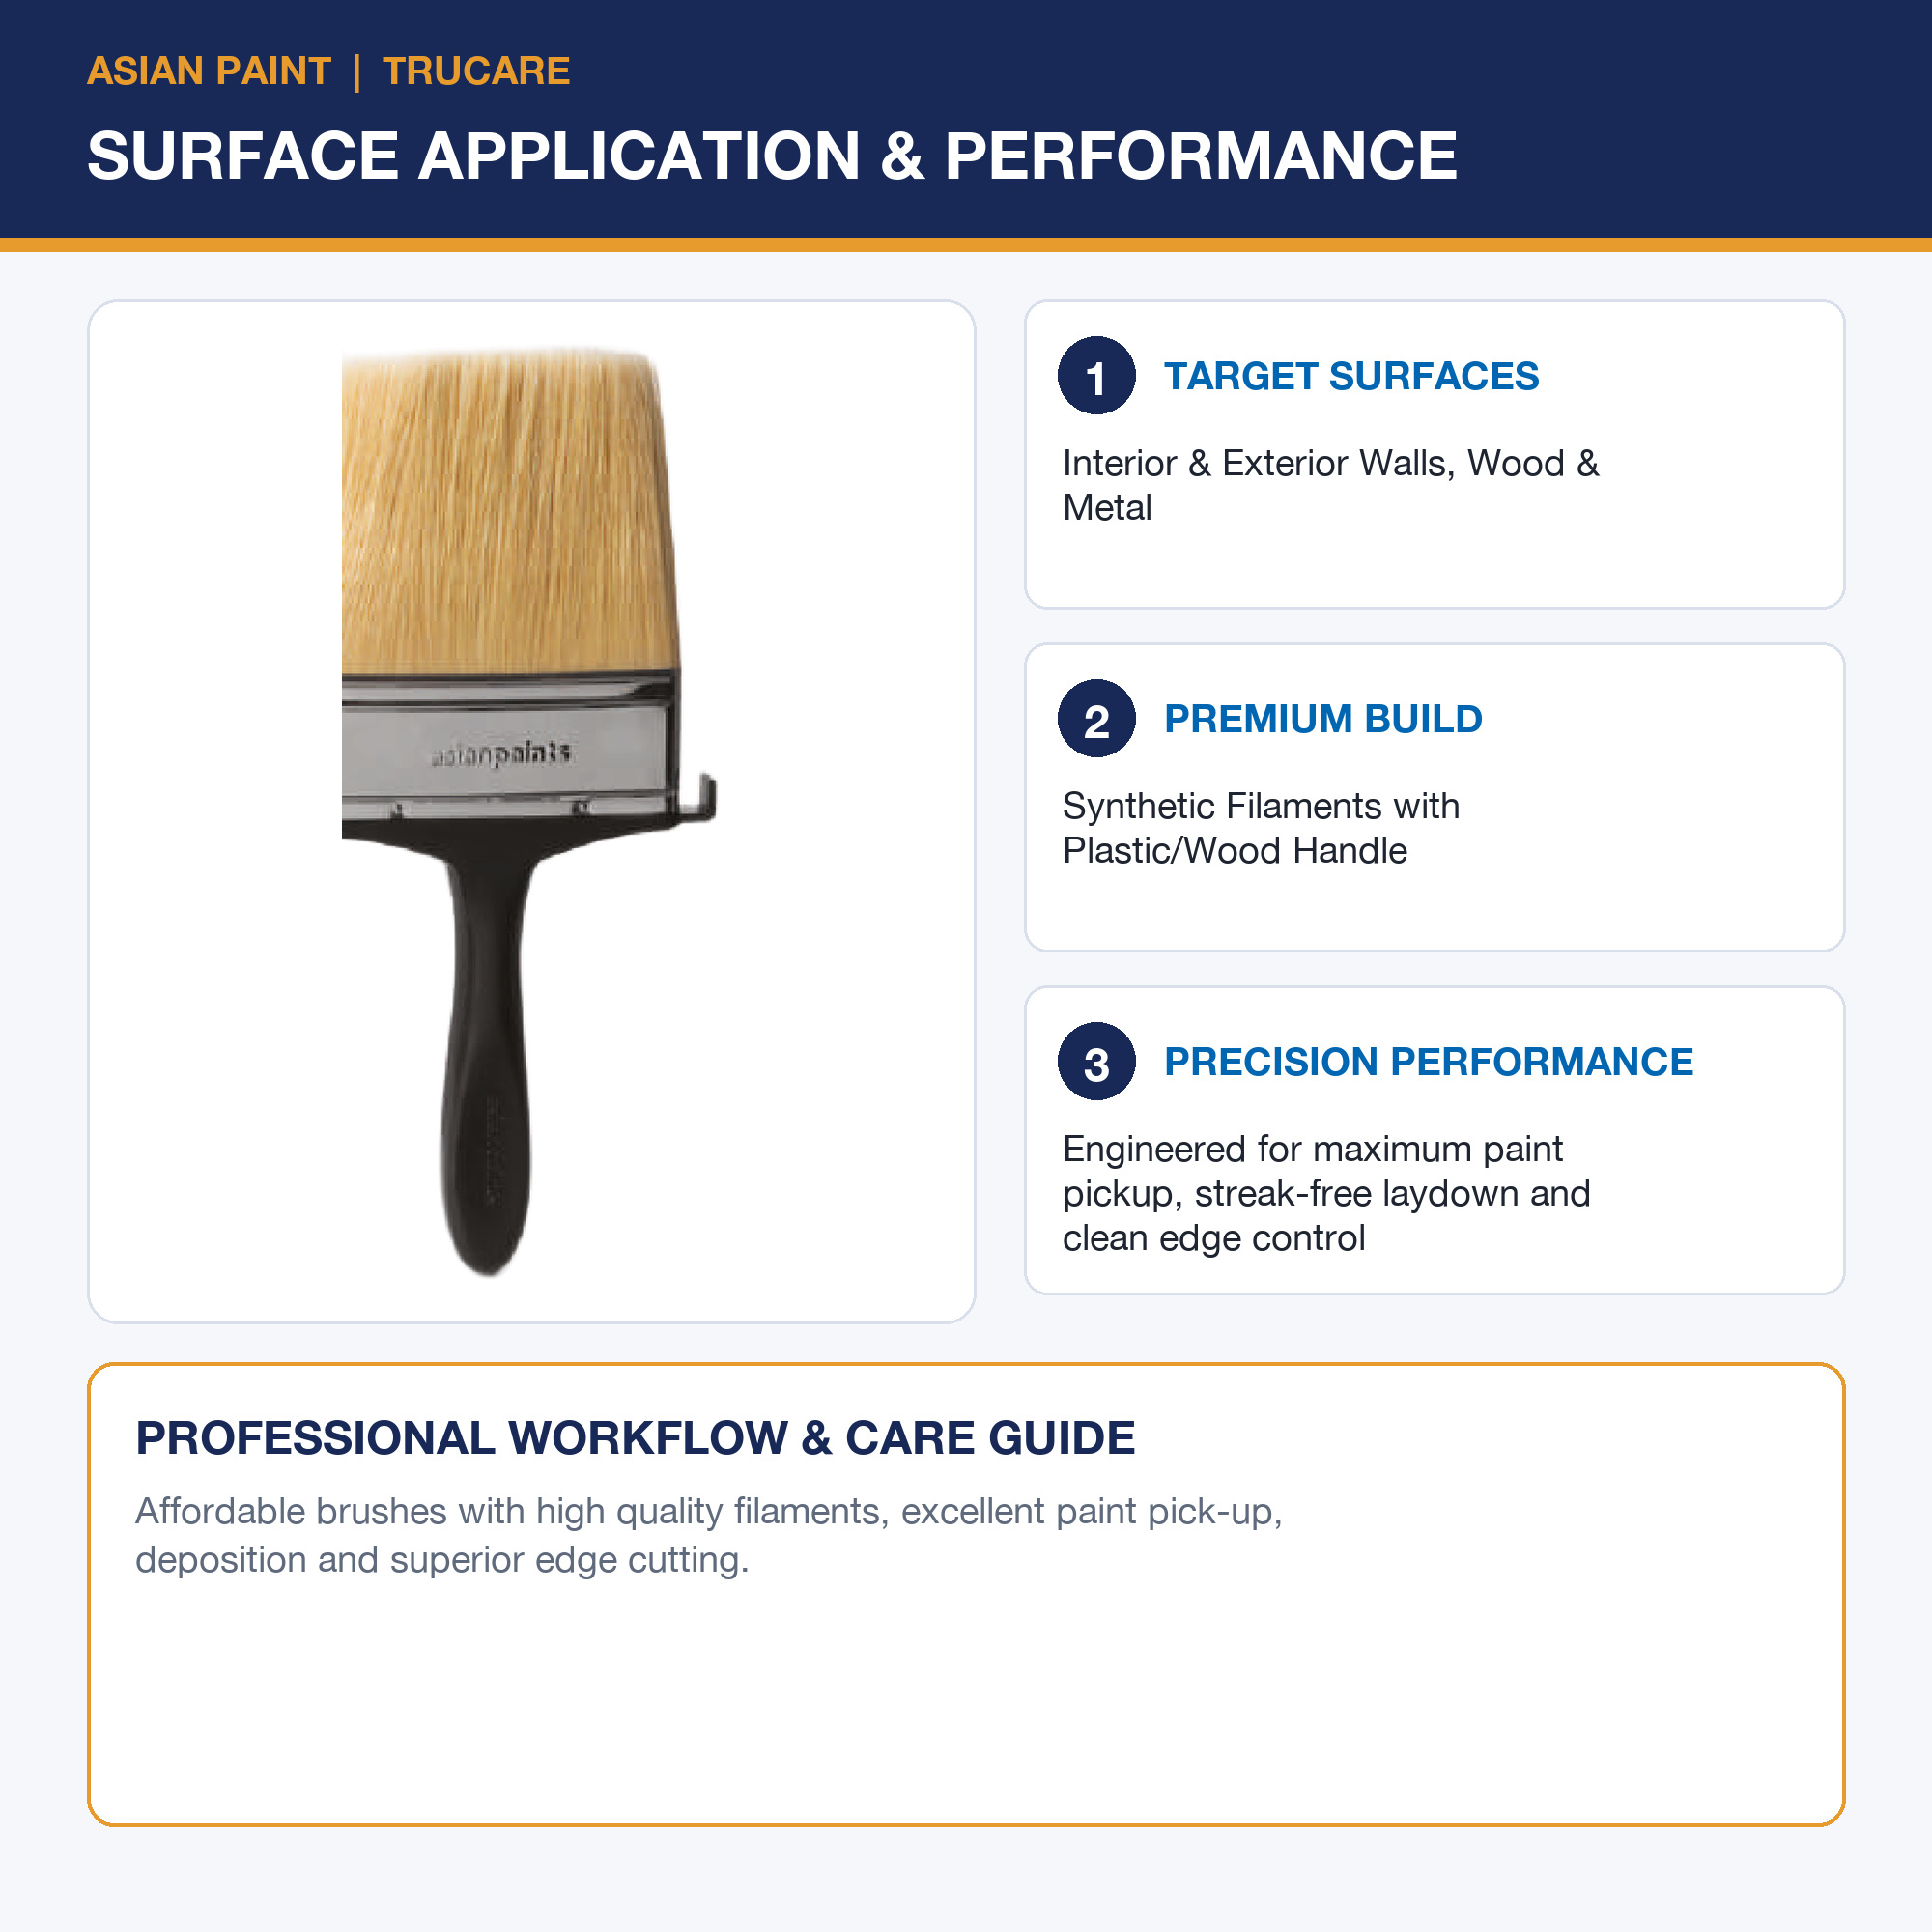 ASIAN PAINT | TRUCARE
SURFACE APPLICATION & PERFORMANCE
asianpaints
1 TARGET SURFACES
Interior & Exterior Walls, Wood &
Metal
2 PREMIUM BUILD
Synthetic Filaments with
Plastic/Wood Handle
3 PRECISION PERFORMANCE
Engineered for maximum paint
pickup, streak-free laydown and
clean edge control
PROFESSIONAL WORKFLOW & CARE GUIDE
Affordable brushes with high quality filaments, excellent paint pick-up,
deposition and superior edge cutting.